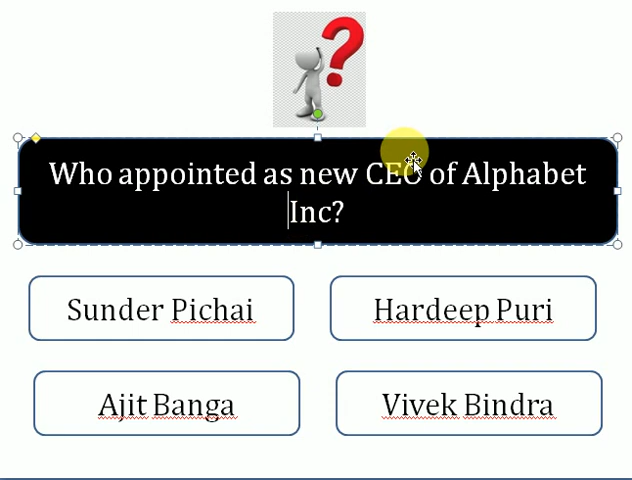 Who appointed as new CEO of Alphabet
Inc?
Sunder Pichai
Hardeep Puri
Ajit Banga
Vivek Bindra